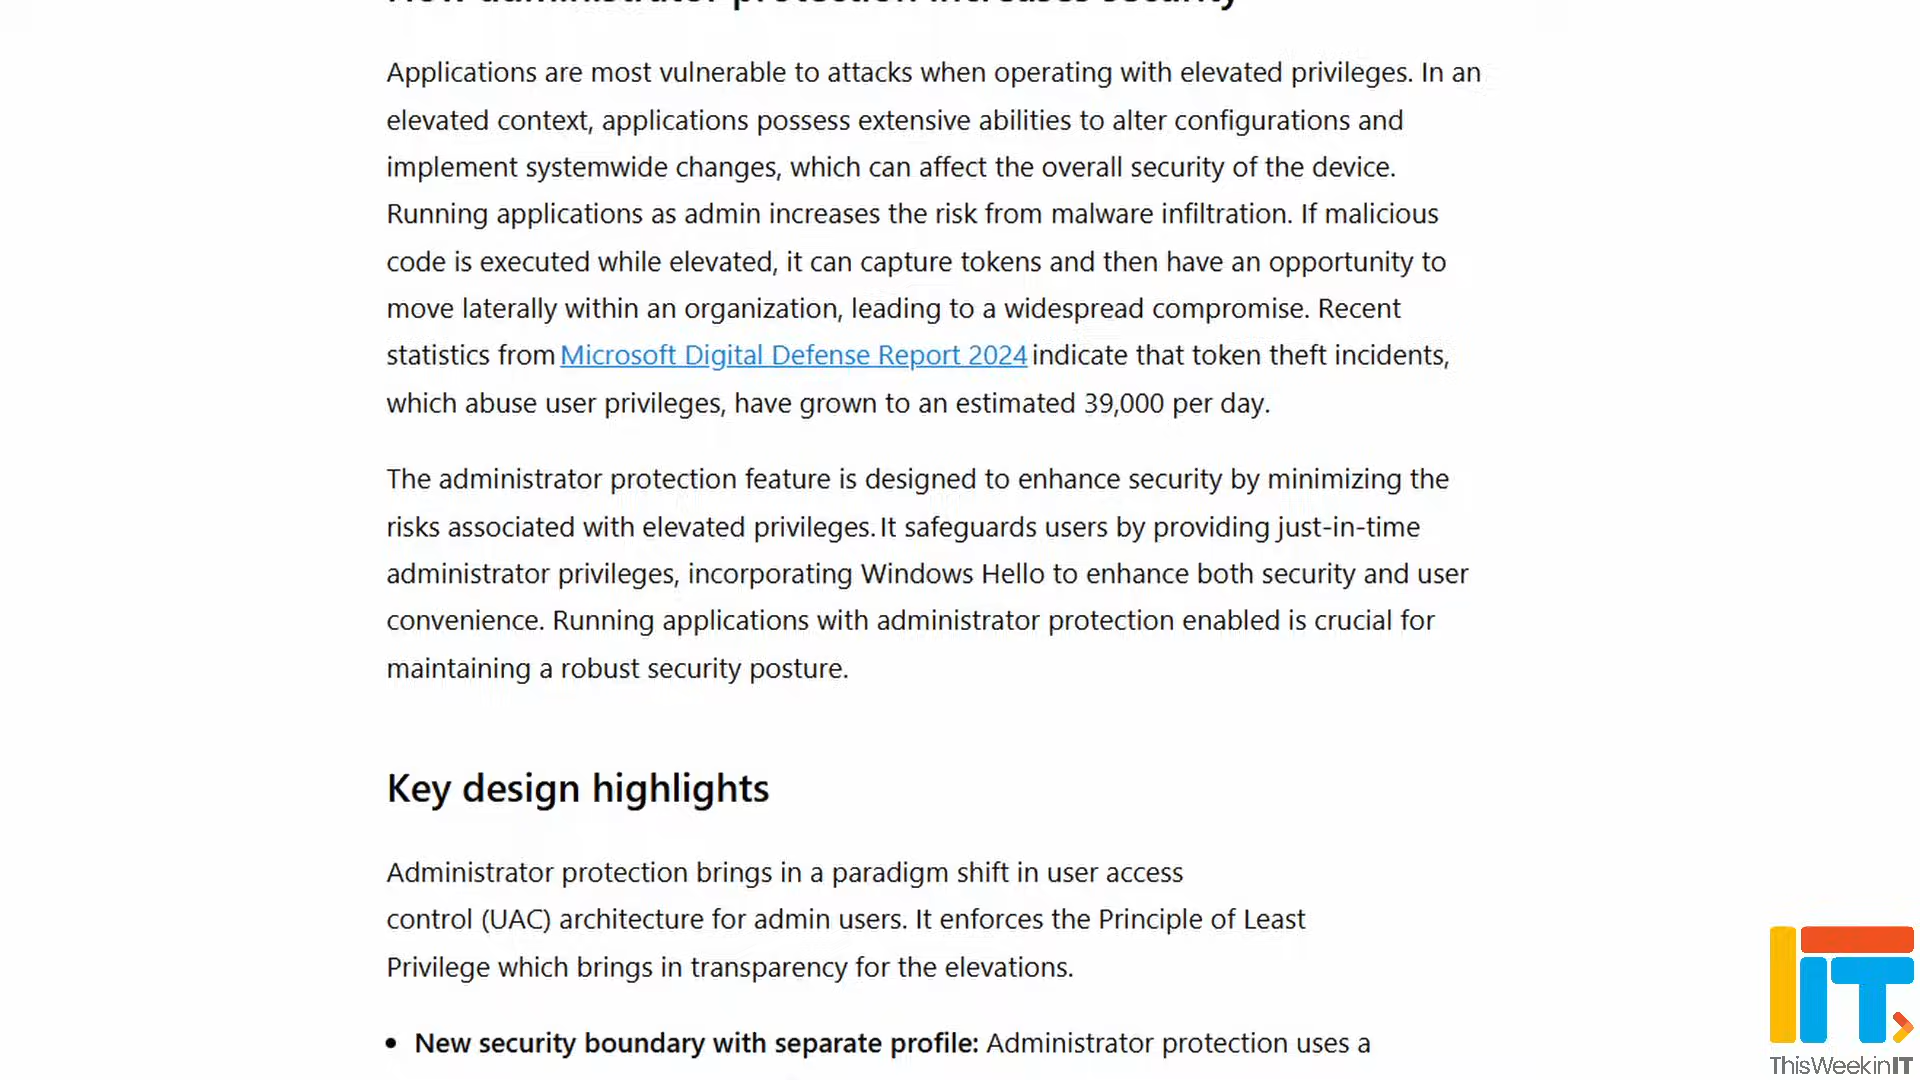 How administrator protection increases security
Applications are most vulnerable to attacks when operating with elevated privileges. In an
elevated context, applications possess extensive abilities to alter configurations and
implement systemwide changes, which can affect the overall security of the device.
Running applications as admin increases the risk from malware infiltration. If malicious
code is executed while elevated, it can capture tokens and then have an opportunity to
move laterally within an organization, leading to a widespread compromise. Recent
statistics from Microsoft Digital Defense Report 2024 indicate that token theft incidents,
which abuse user privileges, have grown to an estimated 39,000 per day.
The administrator protection feature is designed to enhance security by minimizing the
risks associated with elevated privileges. It safeguards users by providing just-in-time
administrator privileges, incorporating Windows Hello to enhance both security and user
convenience. Running applications with administrator protection enabled is crucial for
maintaining a robust security posture.
Key design highlights
Administrator protection brings in a paradigm shift in user access
control (UAC) architecture for admin users. It enforces the Principle of Least
Privilege which brings in transparency for the elevations.
• New security boundary with separate profile: Administrator protection uses a
IT
ThisWeekinIT